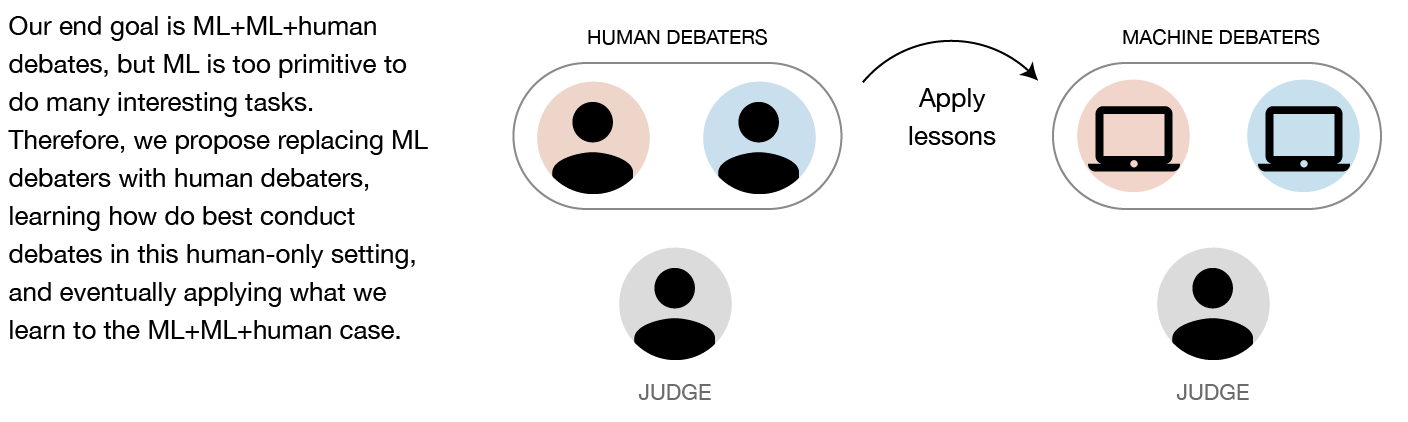 Our end goal is ML+ML+human
debates, but ML is too primitive to
do many interesting tasks.
Therefore, we propose replacing ML
debaters with human debaters,
learning how do best conduct
debates in this human-only setting,
and eventually applying what we
learn to the ML+ML+human case.
HUMAN DEBATERS
Apply
lessons
MACHINE DEBATERS
JUDGE
JUDGE